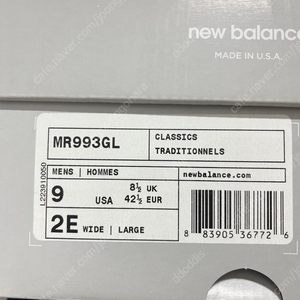 new balance
MADE IN U.S.A.
MR993GL
CLASSICS
TRADITIONNELS
MENS | HOMMES
newbalance.com
9 USA
8½ UK
42½ EUR
2E WIDE | LARGE
8 83905 36772 6
L223910050